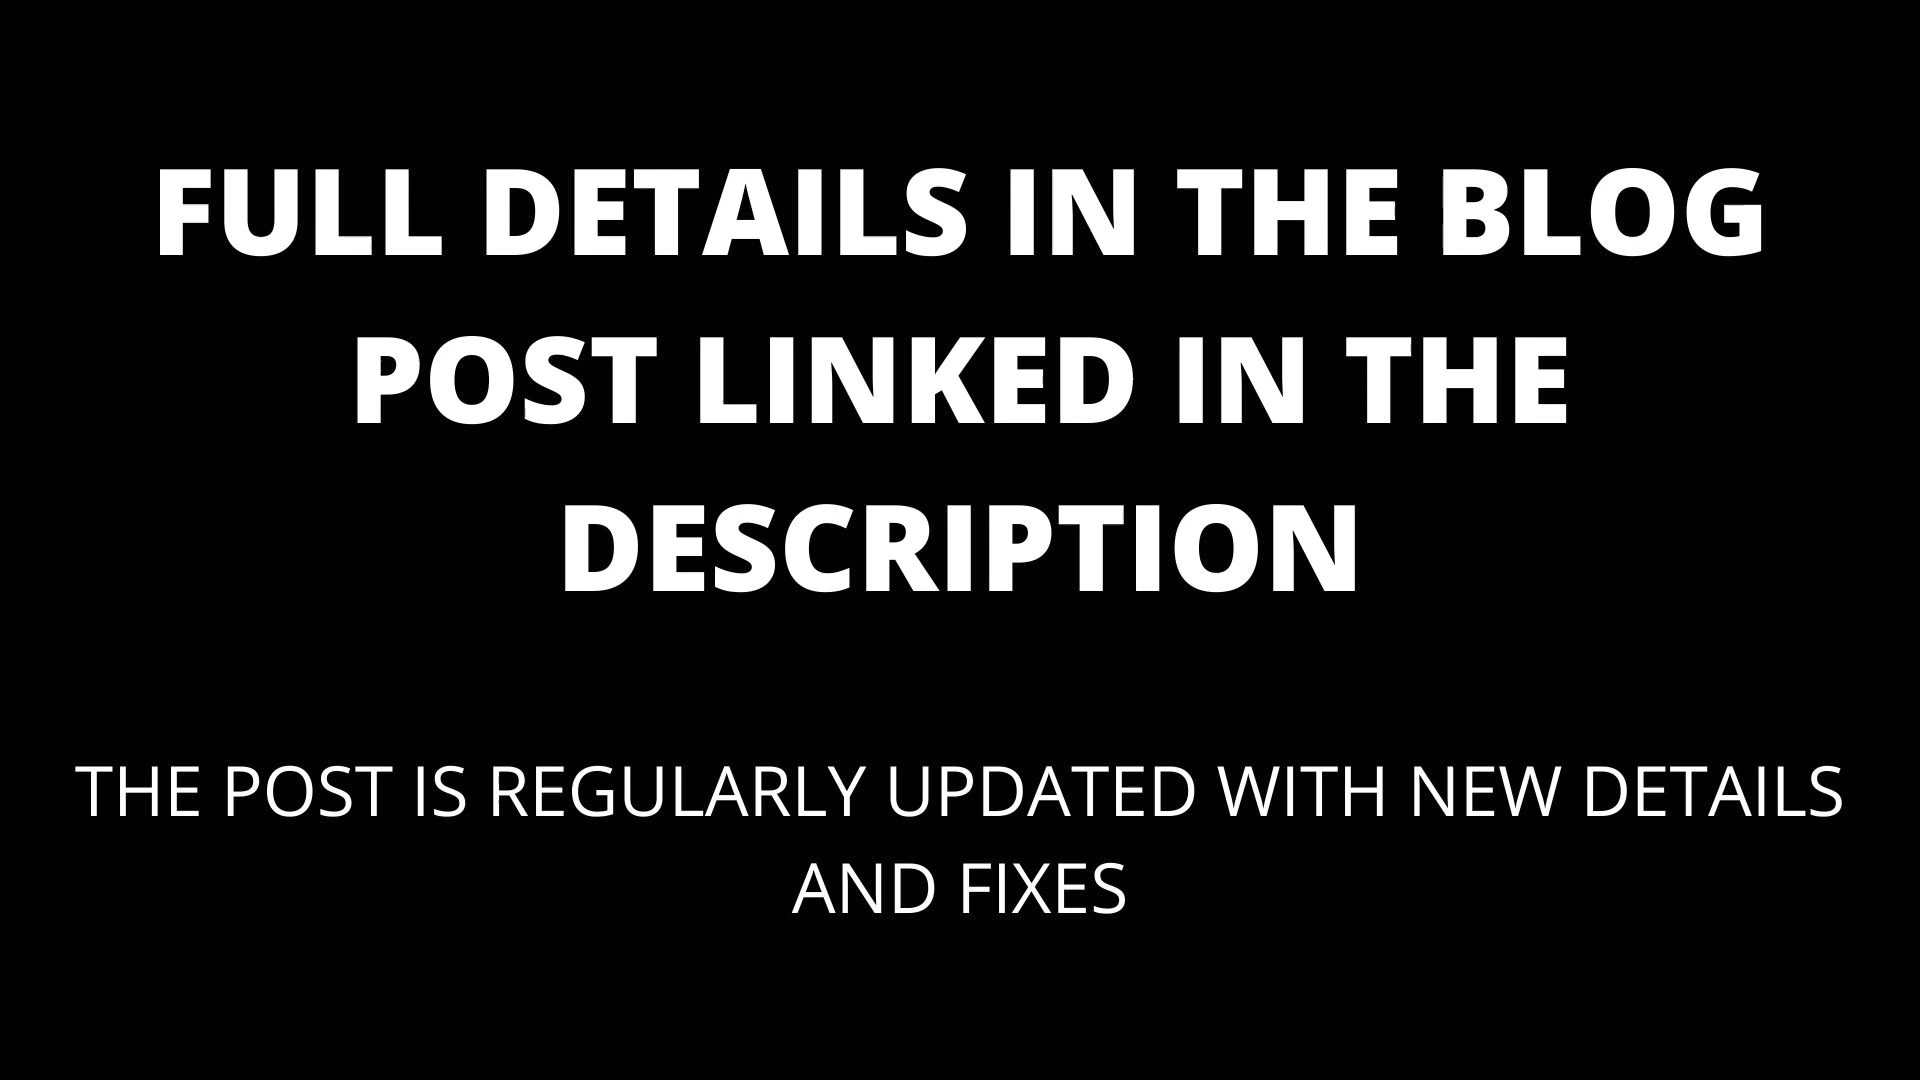 FULL DETAILS IN THE BLOG
POST LINKED IN THE
DESCRIPTION
THE POST IS REGULARLY UPDATED WITH NEW DETAILS
AND FIXES